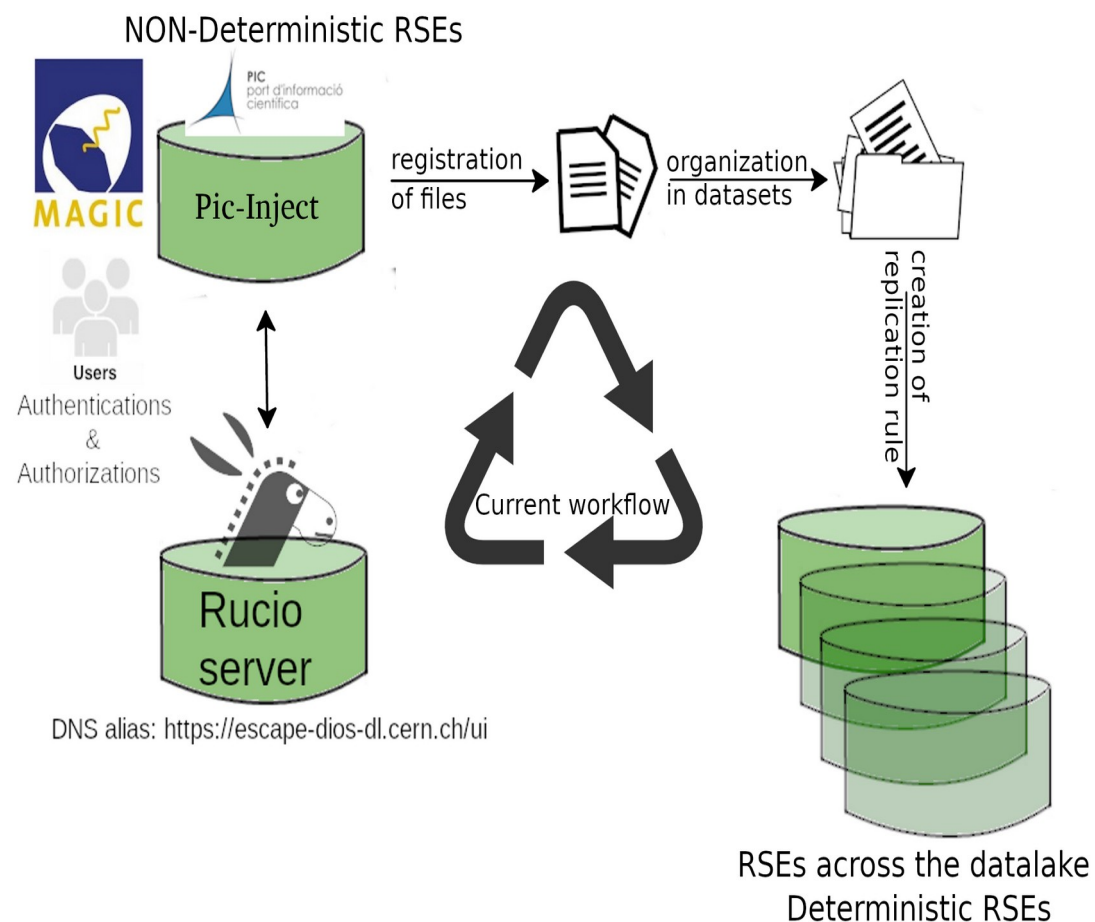 NON-Deterministic RSEs
PIC
port d'informació
científica
MAGIC
Pic-Inject
registration
of files
organization
in datasets
creation of
replication rule
Users
Authentications
&
Authorizations
Current workflow
Rucio
server
DNS alias: https://escape-dios-dl.cern.ch/ui
RSEs across the datalake
Deterministic RSEs